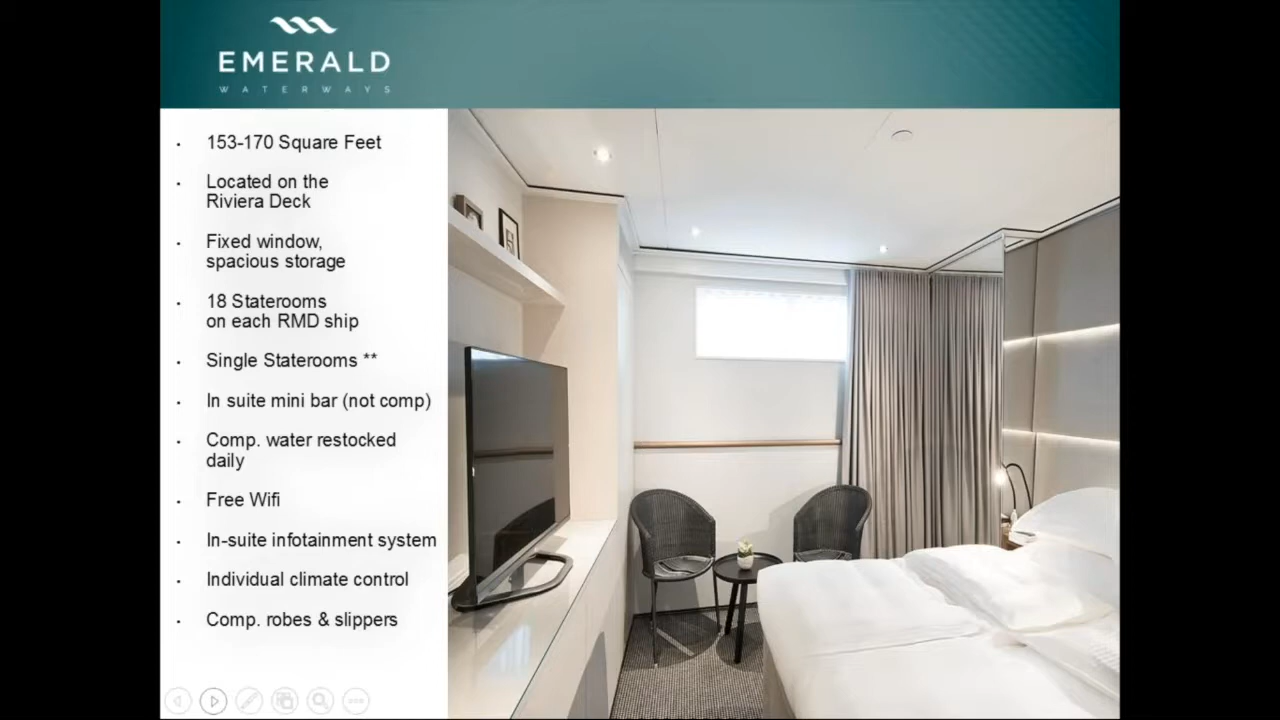 EMERALD
WATERWAYS
153-170 Square Feet
Located on the
Riviera Deck
Fixed window,
spacious storage
18 Staterooms
on each RMD ship
Single Staterooms **
In suite mini bar (not comp)
Comp. water restocked
daily
Free Wifi
In-suite infotainment system
Individual climate control
Comp. robes & slippers